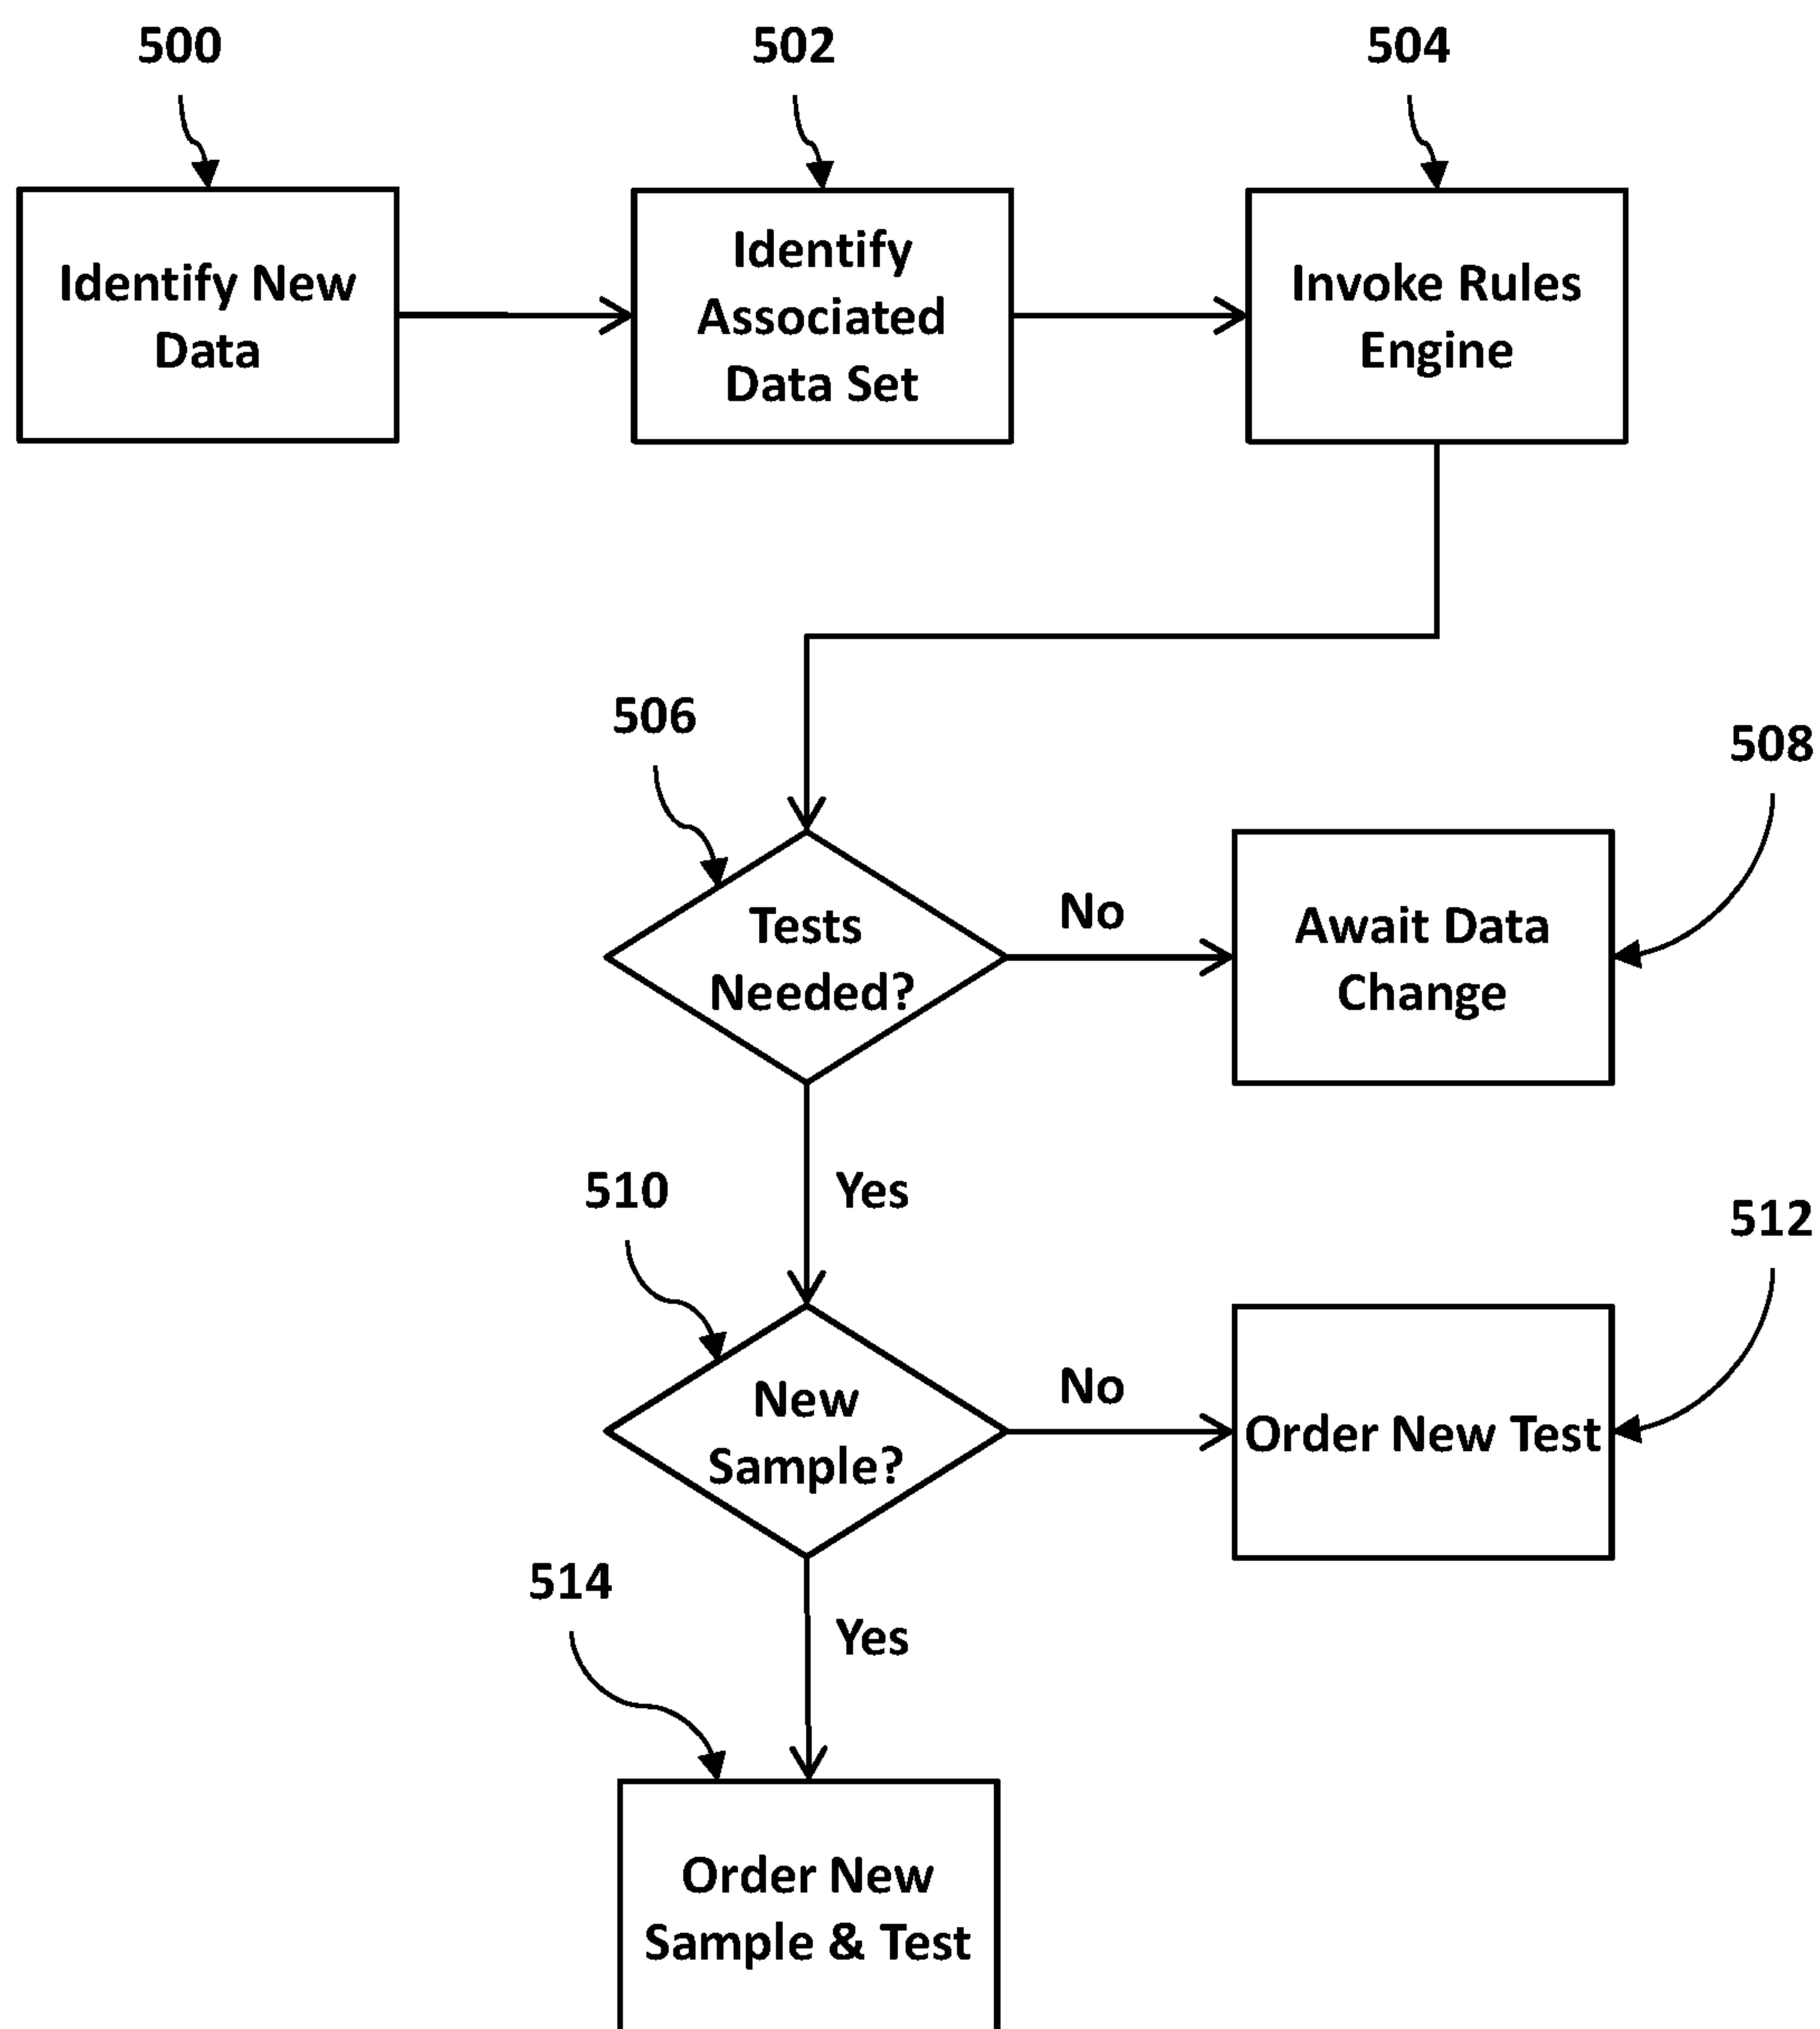 500
502
504
Identify New
Data
Identify
Associated
Data Set
Invoke Rules
Engine
506
508
Tests
Needed?
No
Await Data
Change
510
Yes
512
New
Sample?
No
Order New Test
514
Yes
Order New
Sample & Test